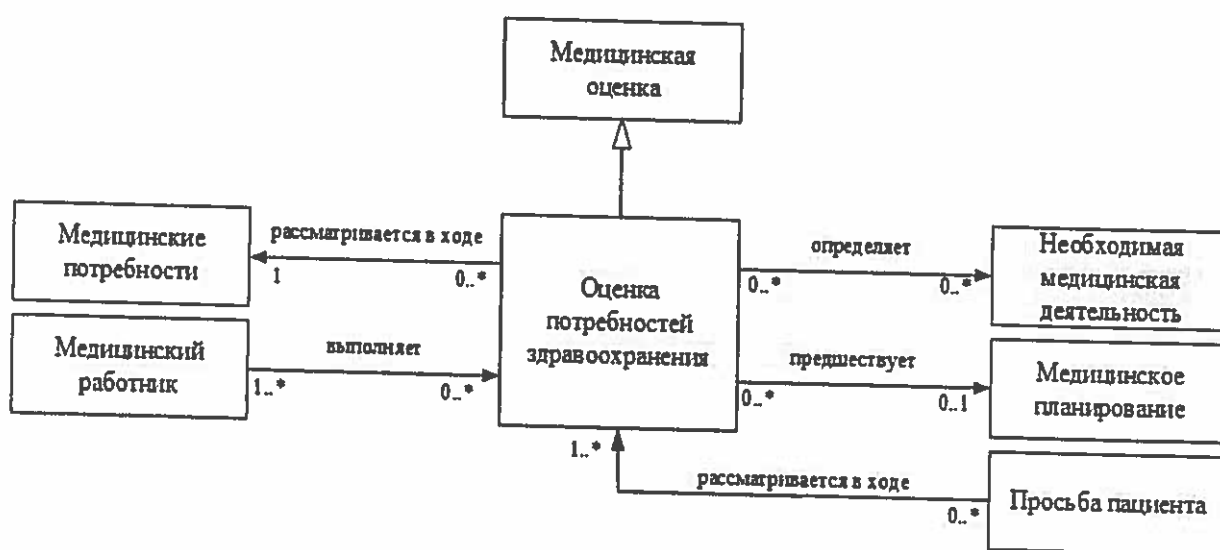 Медицинская
оценка
Медицинские
потребности
рассматривается в ходе
1
0..*
Медицинский
работник
выполняет
1..*
0..*
Оценка
потребностей
здравоохранения
определяет
0..*
0..*
Необходимая
медицинская
деятельность
предшествует
0..*
0..1
Медицинское
планирование
1..*
рассматривается в ходе
0..*
Просьба пациента